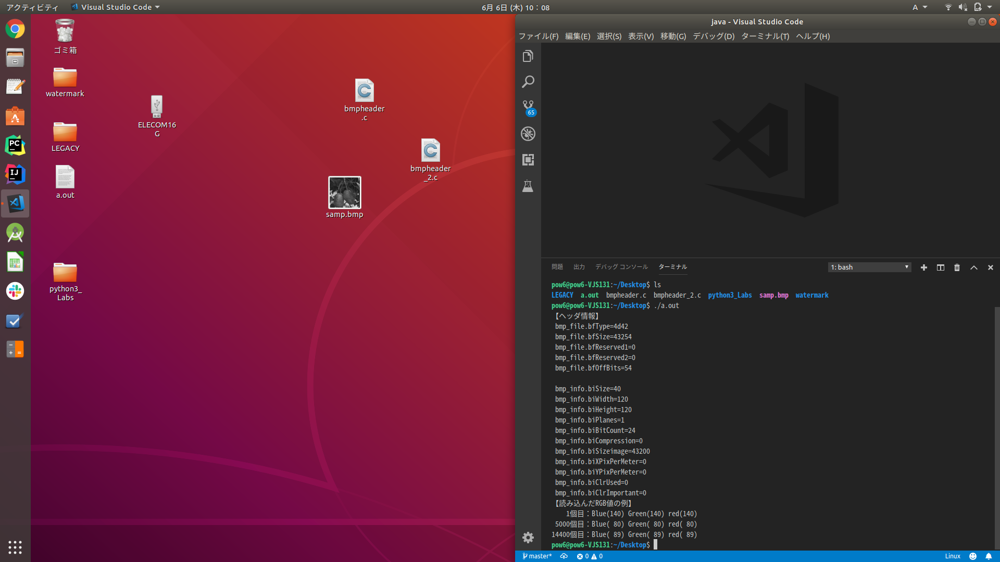 アクティビティ
Visual Studio Code
6月 6日 (木) 10：08
A
ゴミ箱
watermark
ELECOM16
G
LEGACY
a.out
python3_
Labs
bmpheader
.c
bmpheader
_2.c
samp.bmp
PC
IJ
java - Visual Studio Code
ファイル(F) 編集(E) 選択(S) 表示(V) 移動(G) デバッグ(D) ターミナル(T) ヘルプ(H)
65
問題 出力 デバッグ コンソール ターミナル
1: bash
pow6@pow6-VJS131:~/Desktop$ ls
LEGACY a.out bmpheader.c bmpheader_2.c python3_Labs samp.bmp watermark
pow6@pow6-VJS131:~/Desktop$ ./a.out
【ヘッダ情報】
bmp_file.bfType=4d42
bmp_file.bfSize=43254
bmp_file.bfReserved1=0
bmp_file.bfReserved2=0
bmp_file.bfOffBits=54
bmp_info.biSize=40
bmp_info.biWidth=120
bmp_info.biHeight=120
bmp_info.biPlanes=1
bmp_info.biBitCount=24
bmp_info.biCompression=0
bmp_info.biSizeimage=43200
bmp_info.biXPixPerMeter=0
bmp_info.biYPixPerMeter=0
bmp_info.biClrUsed=0
bmp_info.biClrImportant=0
【読み込んだRGB値の例】
1個目：Blue(140) Green(140) red(140)
5000個目：Blue( 80) Green( 80) red( 80)
14400個目：Blue( 89) Green( 89) red( 89)
pow6@pow6-VJS131:~/Desktop$
master* 0 0
Linux